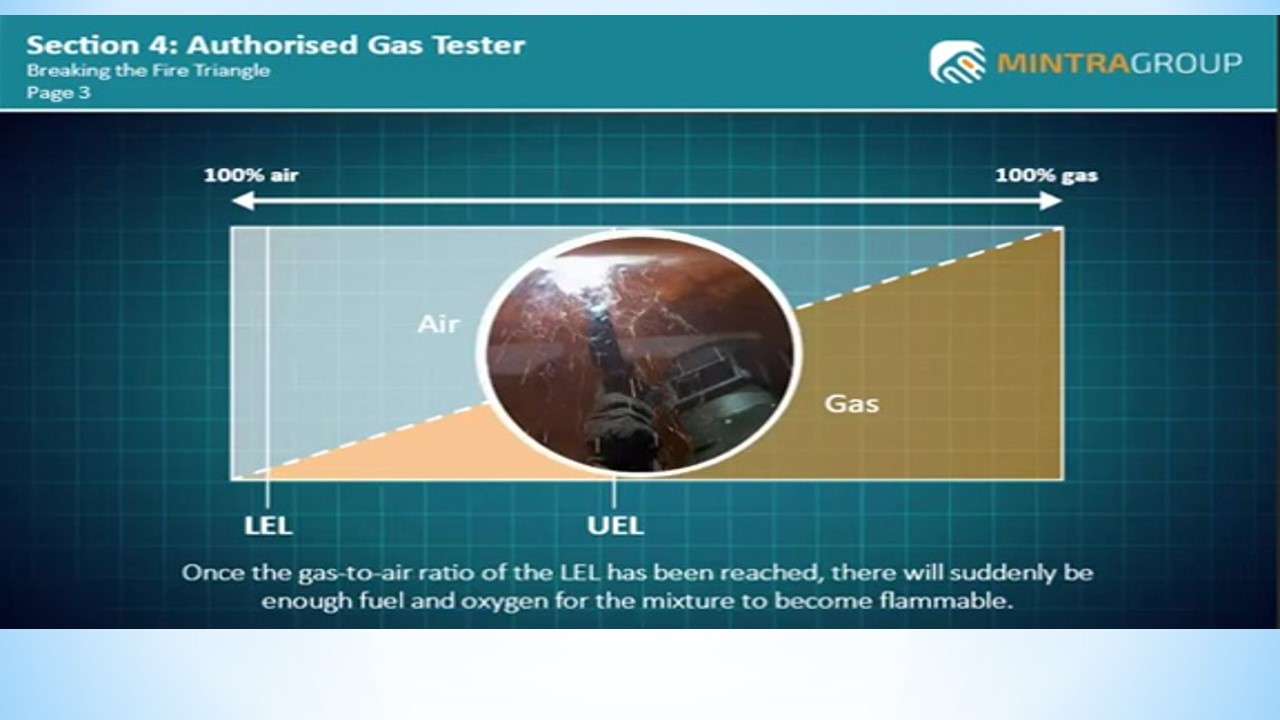 Section 4: Authorised Gas Tester
Breaking the Fire Triangle
Page 3
MINTRAGROUP
100% air
100% gas
Air
Gas
LEL
UEL
Once the gas-to-air ratio of the LEL has been reached, there will suddenly be
enough fuel and oxygen for the mixture to become flammable.